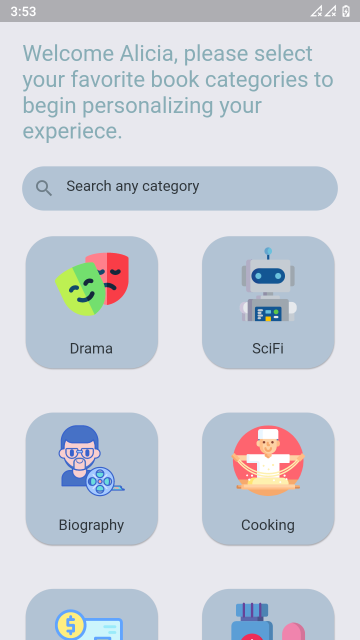 3:53
Welcome Alicia, please select
your favorite book categories to
begin personalizing your
experiece.
Search any category
Drama
SciFi
Biography
Cooking
$